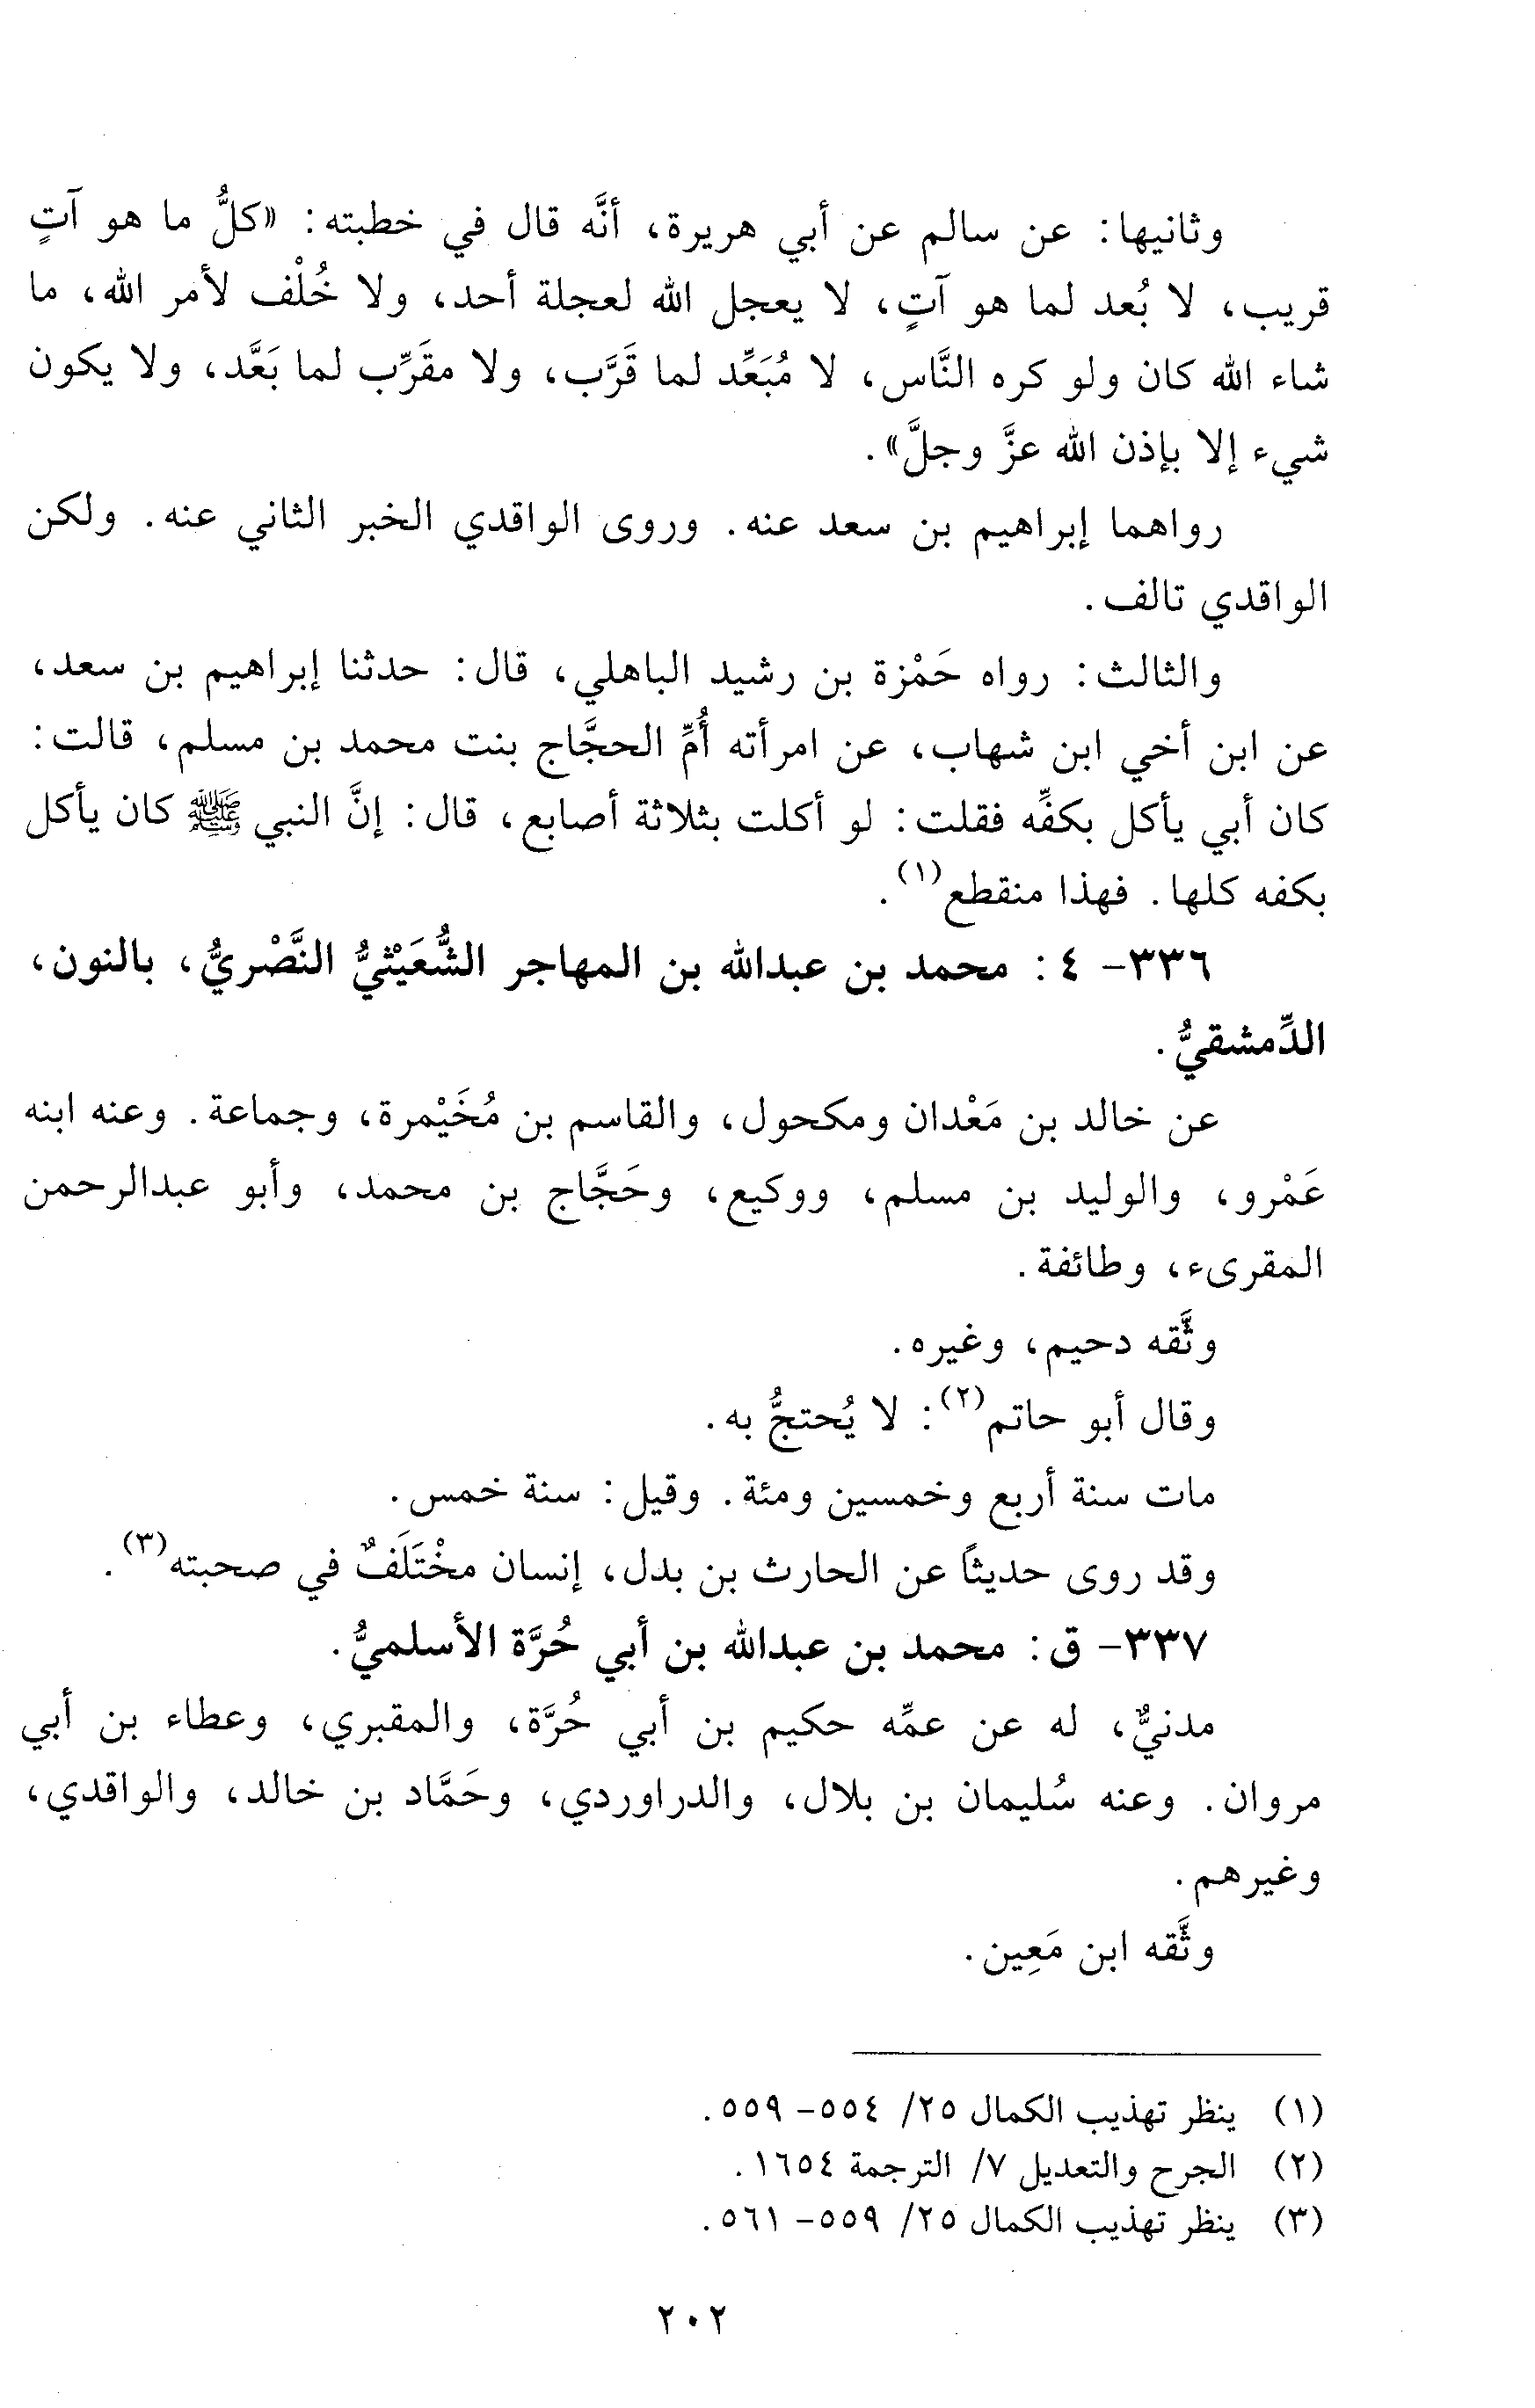 وثانيها: عن سالم عن أبي هريرة، أنَّه قال في خطبته: «كلُّ ما هو آتٍ
قريب، لا بُعد لما هو آتٍ، لا يعجل الله لعجلة أحد، ولا خُلْف لأمر الله، ما
شاء الله كان ولو كره النَّاس، لا مُبَعِّد لما قَرَّب، ولا مقَرِّب لما بَعَّد، ولا يكون
شيء إلا بإذن الله عزَّ وجلَّ».
رواهما إبراهيم بن سعد عنه. وروى الواقدي الخبر الثاني عنه. ولكن
الواقدي تالف.
والثالث: رواه حَمْزة بن رشيد الباهلي، قال: حدثنا إبراهيم بن سعد،
عن ابن أخي ابن شهاب، عن امرأته أُمِّ الحجَّاج بنت محمد بن مسلم، قالت:
كان أبي يأكل بكفِّه فقلت: لو أكلت بثلاثة أصابع، قال: إنَّ النبي ﷺ كان يأكل
بكفه كلها. فهذا منقطع(١).
٣٣٦- ٤: محمد بن عبدالله بن المهاجر الشُّعَيْثيُّ النَّصْريُّ، بالنون،
الدِّمشقيُّ.
عن خالد بن مَعْدان ومكحول، والقاسم بن مُخَيْمرة، وجماعة. وعنه ابنه
عَمْرو، والوليد بن مسلم، ووكيع، وحَجَّاج بن محمد، وأبو عبدالرحمن
المقرىء، وطائفة.
وثَّقه دحيم، وغيره.
وقال أبو حاتم(٢): لا يُحتجُّ به.
مات سنة أربع وخمسين ومئة. وقيل: سنة خمس.
وقد روى حديثاً عن الحارث بن بدل، إنسان مخْتَلَفٌ في صحبته(٣).
٣٣٧- ق: محمد بن عبدالله بن أبي حُرَّة الأسلميُّ.
مدنيٌّ، له عن عمِّه حكيم بن أبي حُرَّة، والمقبري، وعطاء بن أبي
مروان. وعنه سُليمان بن بلال، والدراوردي، وحَمَّاد بن خالد، والواقدي،
وغيرهم.
وثَّقه ابن مَعِين.
(١) ينظر تهذيب الكمال ٢٥/ ٥٥٤- ٥٥٩.
(٢) الجرح والتعديل ٧/ الترجمة ١٦٥٤.
(٣) ينظر تهذيب الكمال ٢٥/ ٥٥٩- ٥٦١.
٢٠٢